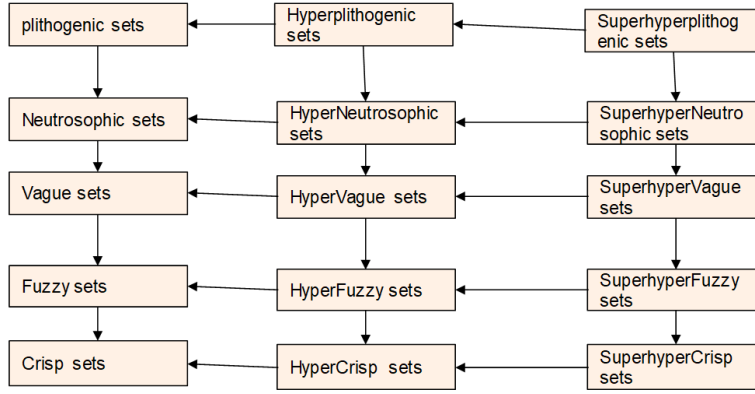 plithogenic sets
Hyperplithogenic
sets
Superhyperplithog
enic sets
Neutrosophic sets
HyperNeutrosophic
sets
SuperhyperNeutro
sophic sets
Vague sets
HyperVague sets
SuperhyperVague
sets
Fuzzy sets
HyperFuzzy sets
SuperhyperFuzzy
sets
Crisp sets
HyperCrisp sets
SuperhyperCrisp
sets